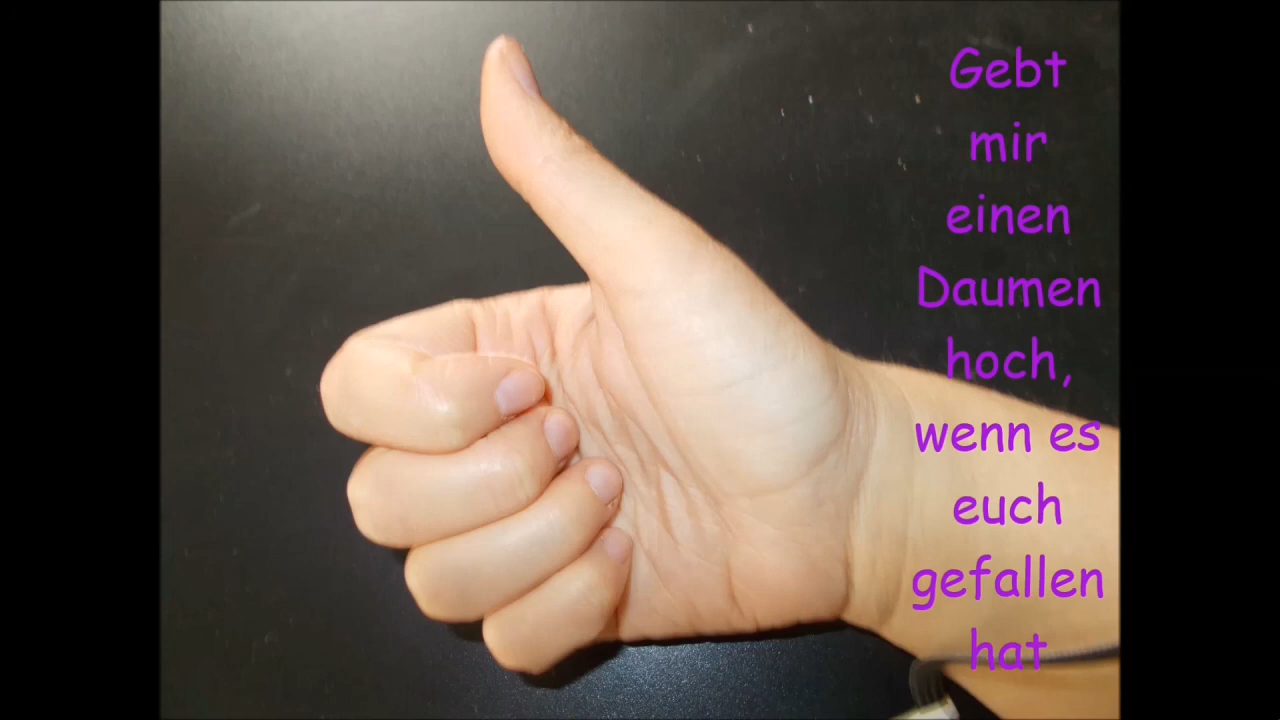 Gebt
mir
einen
Daumen
hoch,
wenn es
euch
gefallen
hat